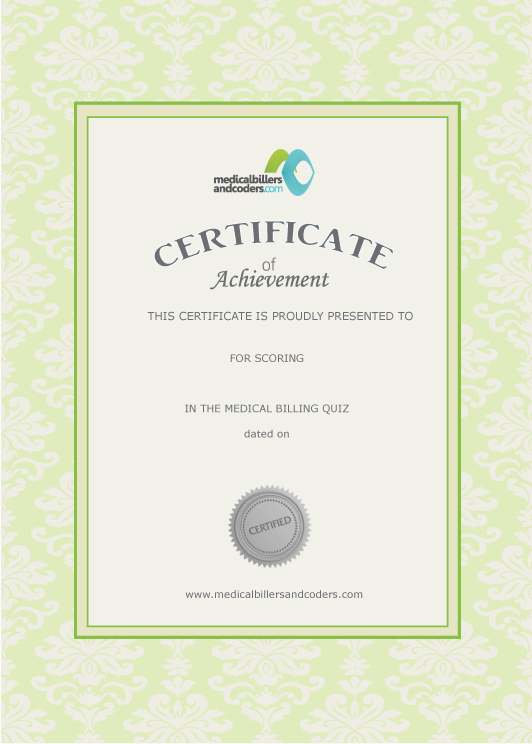 medicalbillers
andcoders.com
CERTIFICATE
of
Achievement
THIS CERTIFICATE IS PROUDLY PRESENTED TO
FOR SCORING
IN THE MEDICAL BILLING QUIZ
dated on
CERTIFIED
www.medicalbillersandcoders.com